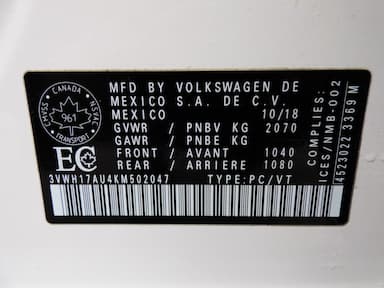 MFD BY VOLKSWAGEN DE
MEXICO S.A. DE C.V.
MEXICO 10/18
GVWR / PNBV KG 2070
GAWR / PNBE KG
FRONT / AVANT 1040
REAR / ARRIERE 1080
3VWH17AU4KM502047 TYPE:PC/VT
CANADA
CMVSS
NSVAC
961
TRANSPORT
EC
COMPLIES:
ICES/NMB-002
4523022 3369 M